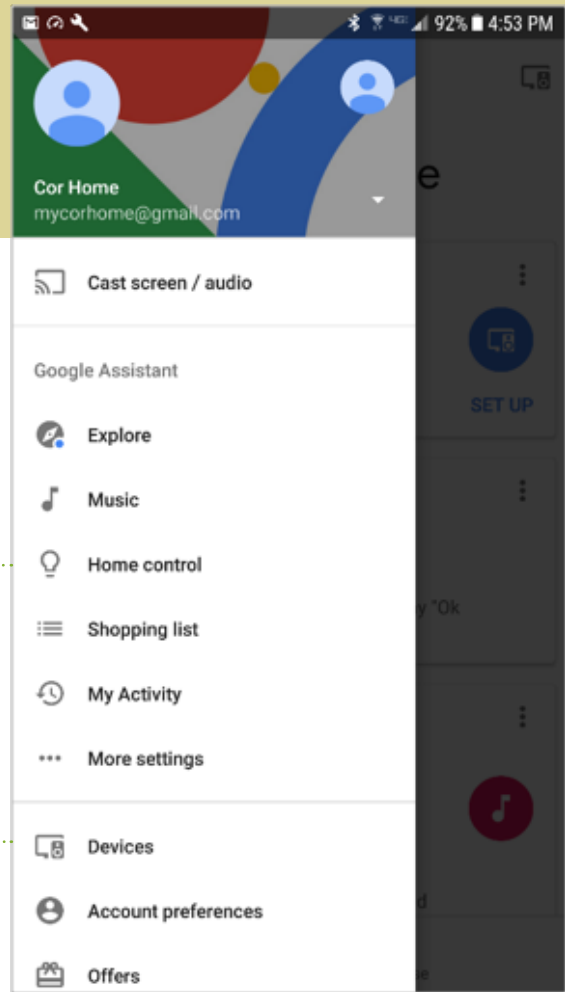 92% 4:53 PM
e
Cor Home
mycorhome@gmail.com
Cast screen / audio
Google Assistant
SET UP
Explore
Music
Home control
y "Ok
Shopping list
My Activity
More settings
Devices
Account preferences
d
Offers